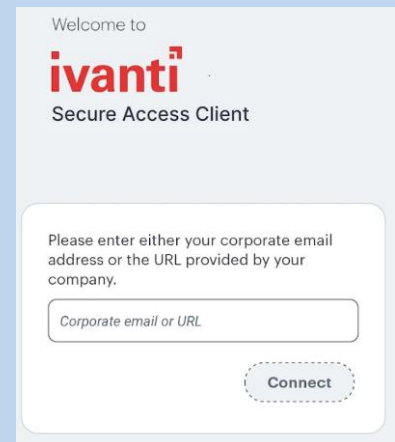 Welcome to
ivanti
Secure Access Client
Please enter either your corporate email
address or the URL provided by your
company.
Corporate email or URL
Connect